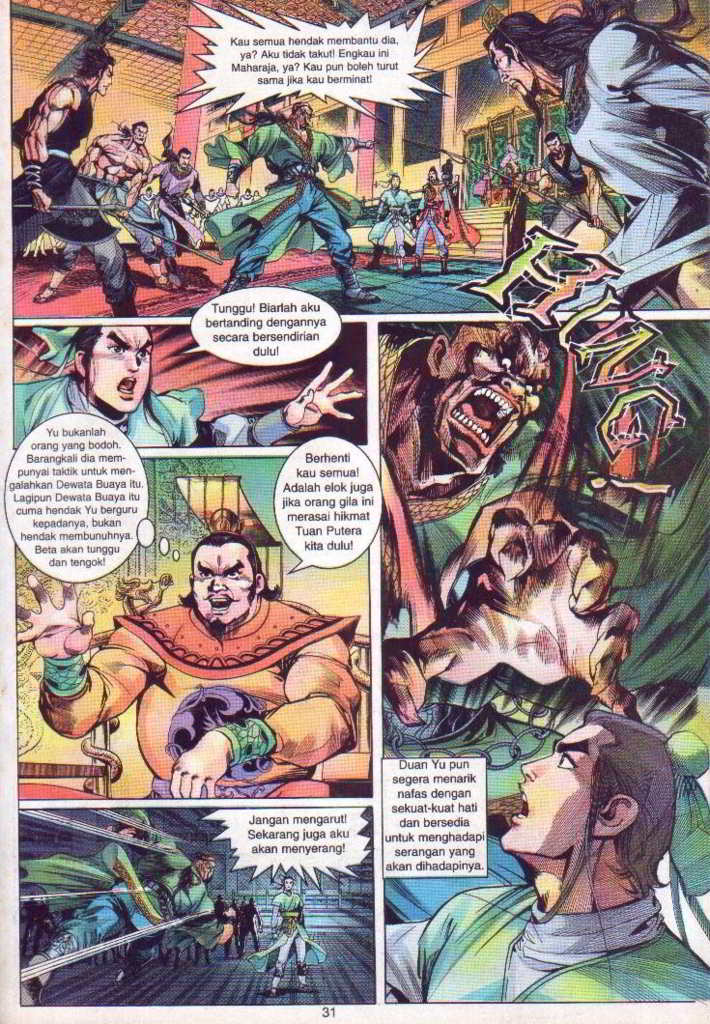 Kau semua hendak membantu dia,
ya? Aku tidak takut! Engkau ini
Maharaja, ya? Kau pun boleh turut
sama jika kau berminat!
Tunggu! Biarlah aku
bertanding dengannya
secara bersendirian
dulu!
Yu bukanlah
orang yang bodoh.
Barangkali dia mem-
punyai taktik untuk men-
galahkan Dewata Buaya itu.
Lagipun Dewata Buaya itu
cuma hendak Yu berguru
kepadanya, bukan
hendak membunuhnya.
Beta akan tunggu
dan tengok!
Berhenti
kau semua!
Adalah elok juga
jika orang gila ini
merasai hikmat
Tuan Putera
kita dulu!
Jangan mengarut!
Sekarang juga aku
akan menyerang!
Duan Yu pun
segera menarik
nafas dengan
sekuat-kuat hati
dan bersedia
untuk menghadapi
serangan yang
akan dihadapinya.
31